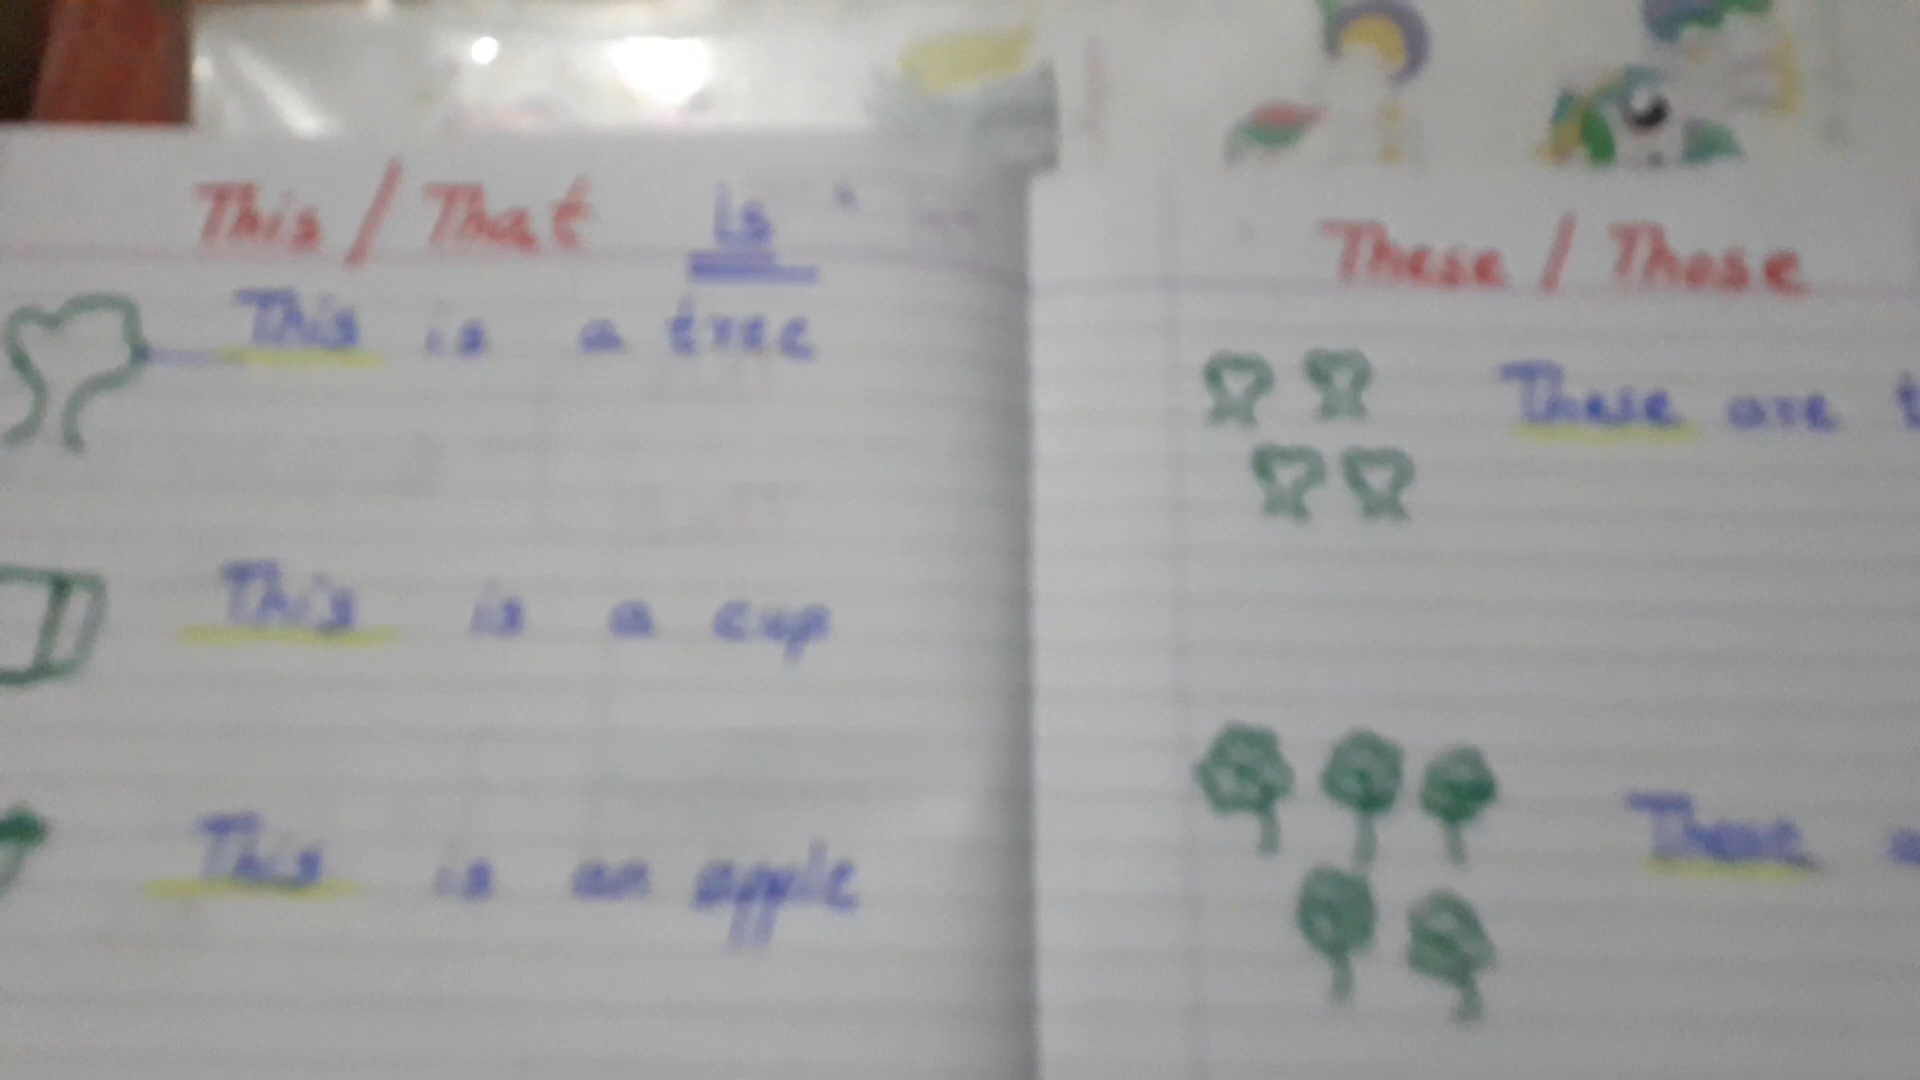 This / That is
This is a tree
This is a cup
This is an apple
These / Those
These are
These